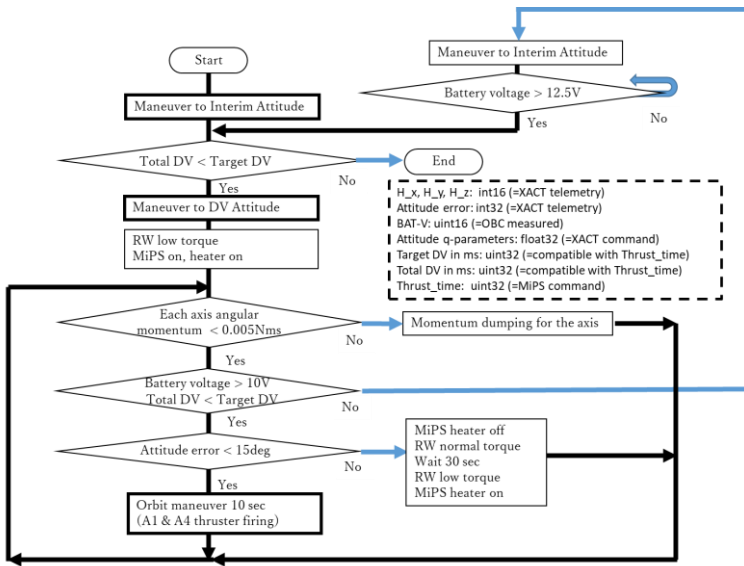 Start
Maneuver to Interim Attitude
Maneuver to Interim Attitude
Battery voltage > 12.5V
Yes
No
Total DV < Target DV
No
End
Yes
Maneuver to DV Attitude
RW low torque
MiPS on, heater on
H_x, H_y, H_z:  int16 (=XACT telemetry)
Attitude error: int32 (=XACT telemetry)
BAT-V: uint16 (=OBC measured)
Attitude q-parameters: float32 (=XACT command)
Target DV in ms: uint32 (=compatible with Thrust_time)
Total DV in ms: uint32 (=compatible with Thrust_time)
Thrust_time:  uint32 (=MiPS command)
Each axis angular
momentum  < 0.005Nms
No
Momentum dumping for the axis
Yes
Battery voltage > 10V
Total DV < Target DV
No
Yes
Attitude error < 15deg
No
MiPS heater off
RW normal torque
Wait 30 sec
RW low torque
MiPS heater on
Yes
Orbit maneuver 10 sec
(A1 & A4 thruster firing)